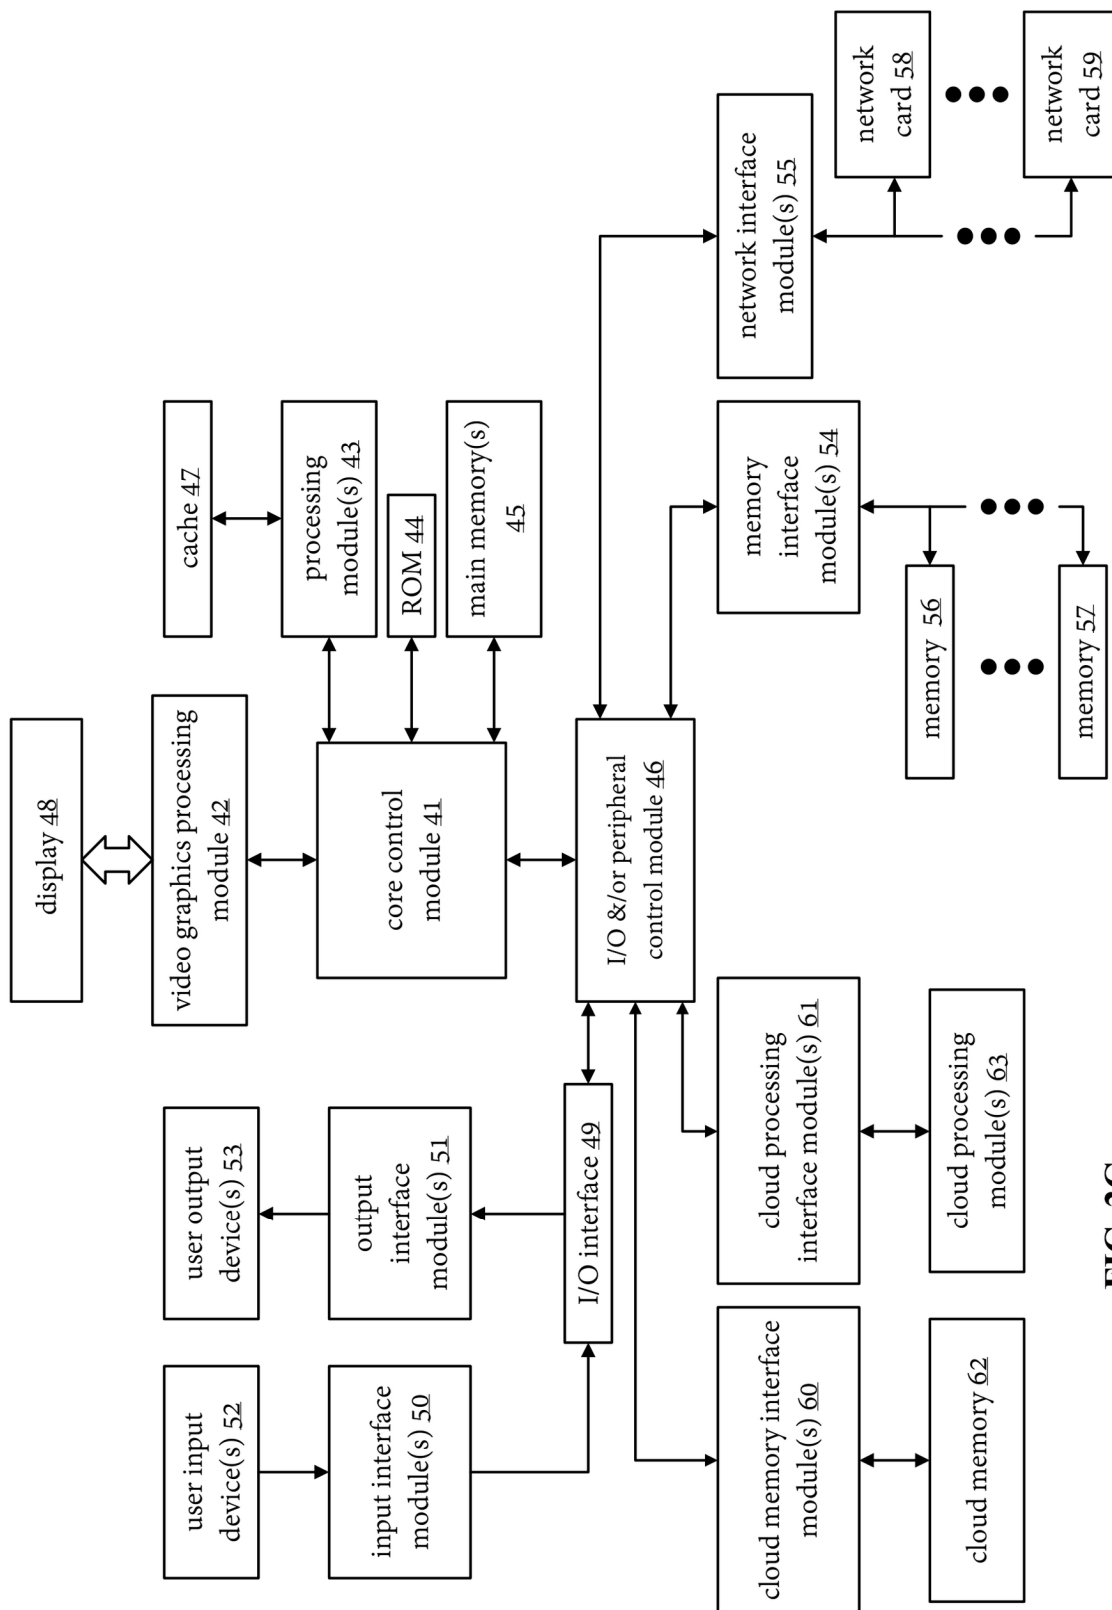 display 48
video graphics processing
module 42
core control
module 41
cache 47
processing
module(s) 43
ROM 44
main memory(s)
45
user input
device(s) 52
user output
device(s) 53
input interface
module(s) 50
output
interface
module(s) 51
I/O interface 49
I/O &/or peripheral
control module 46
cloud memory interface
module(s) 60
cloud processing
interface module(s) 61
memory
interface
module(s) 54
network interface
module(s) 55
cloud memory 62
cloud processing
module(s) 63
memory 56
memory 57
network
card 58
network
card 59